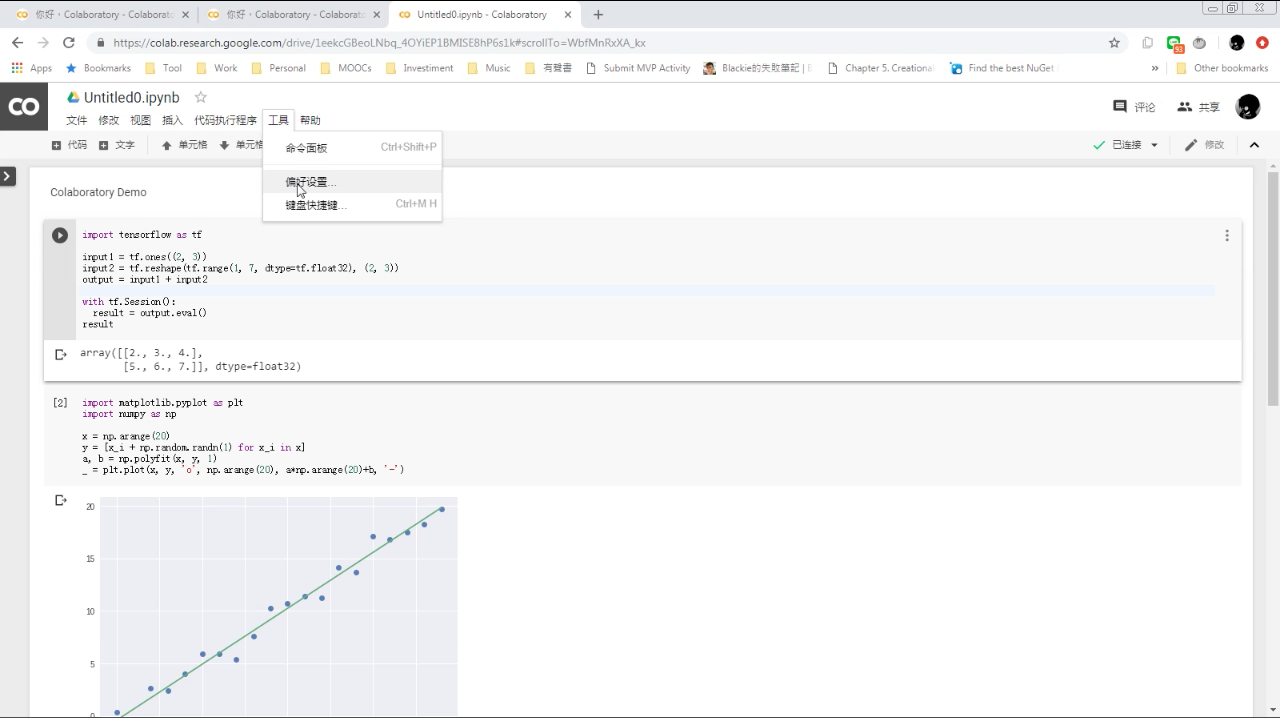 你好，Colaboratory - Colaborato
你好，Colaboratory - Colaborato
Untitled0.ipynb - Colaboratory
https://colab.research.google.com/drive/1eekcGBeoLNbq_4OYiEP1BMISE8hP6s1k#scrollTo=WbfMnRxXA_kx
93
Apps Bookmarks Tool Work Personal MOOCs Investiment Music 有聲書 Submit MVP Activity Blackie的失敗筆記 | Chapter 5. Creationa Find the best NuGet » Other bookmarks
CO
Untitled0.ipynb
评论 共享
文件 修改 视图 插入 代码执行程序 工具 帮助
代码 文字 单元格 单元格
已连接 修改
命令面板 Ctrl+Shift+P
偏好设置...
键盘快捷键... Ctrl+M H
Colaboratory Demo
import tensorflow as tf
input1 = tf.ones((2, 3))
input2 = tf.reshape(tf.range(1, 7, dtype=tf.float32), (2, 3))
output = input1 + input2
with tf.Session():
result = output.eval()
result
array([[2., 3., 4.],
[5., 6., 7.]], dtype=float32)
[2]
import matplotlib.pyplot as plt
import numpy as np
x = np.arange(20)
y = [x_i + np.random.randn(1) for x_i in x]
a, b = np.polyfit(x, y, 1)
_ = plt.plot(x, y, 'o', np.arange(20), a*np.arange(20)+b, '-')
20
15
10
5
0